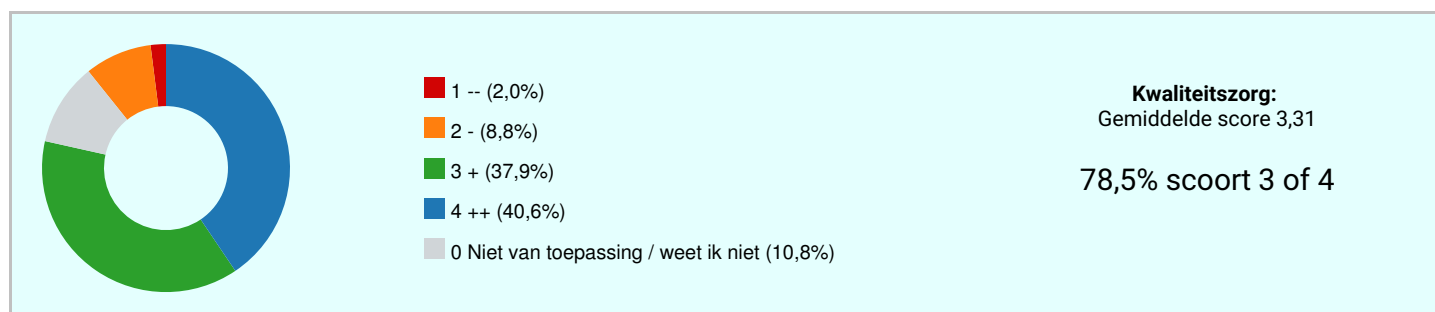 1 -- (2,0%)
2 - (8,8%)
3 + (37,9%)
4 ++ (40,6%)
0 Niet van toepassing / weet ik niet (10,8%)
Kwaliteitszorg:
Gemiddelde score 3,31
78,5% scoort 3 of 4